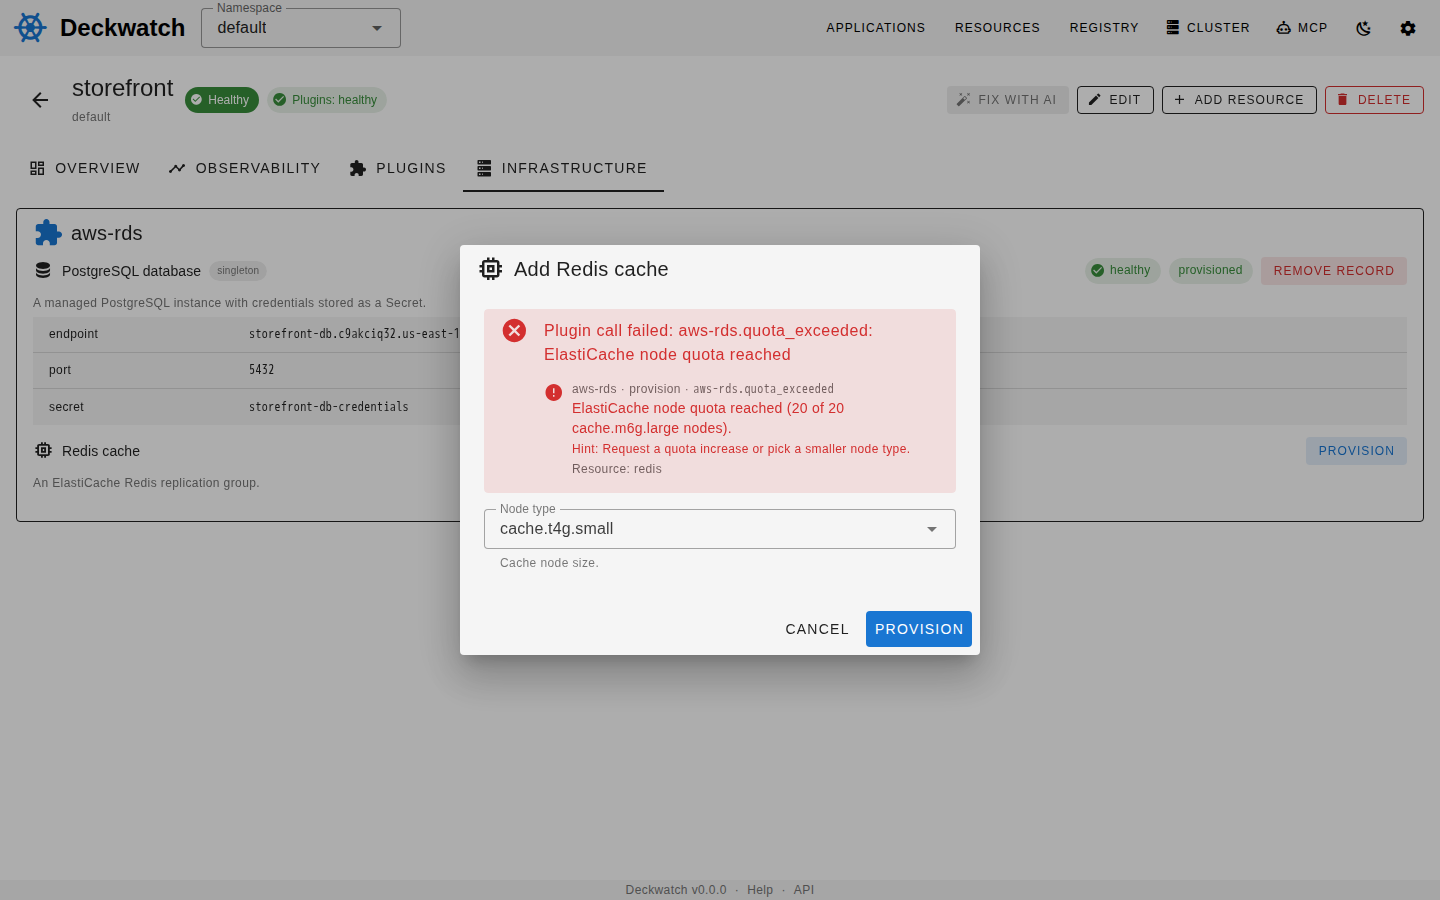 Deckwatch
Namespace
default
APPLICATIONS
RESOURCES
REGISTRY
CLUSTER
MCP
storefront
default
Healthy
Plugins: healthy
FIX WITH AI
EDIT
ADD RESOURCE
DELETE
OVERVIEW
OBSERVABILITY
PLUGINS
INFRASTRUCTURE
aws-rds
PostgreSQL database
singleton
healthy
provisioned
REMOVE RECORD
A managed PostgreSQL instance with credentials stored as a Secret.
endpoint
storefront-db.c9akciq32.us-east-1
port
5432
secret
storefront-db-credentials
Redis cache
PROVISION
An ElastiCache Redis replication group.
Add Redis cache
Plugin call failed: aws-rds.quota_exceeded:
ElastiCache node quota reached
aws-rds · provision · aws-rds.quota_exceeded
ElastiCache node quota reached (20 of 20
cache.m6g.large nodes).
Hint: Request a quota increase or pick a smaller node type.
Resource: redis
Node type
cache.t4g.small
Cache node size.
CANCEL
PROVISION
Deckwatch v0.0.0 · Help · API